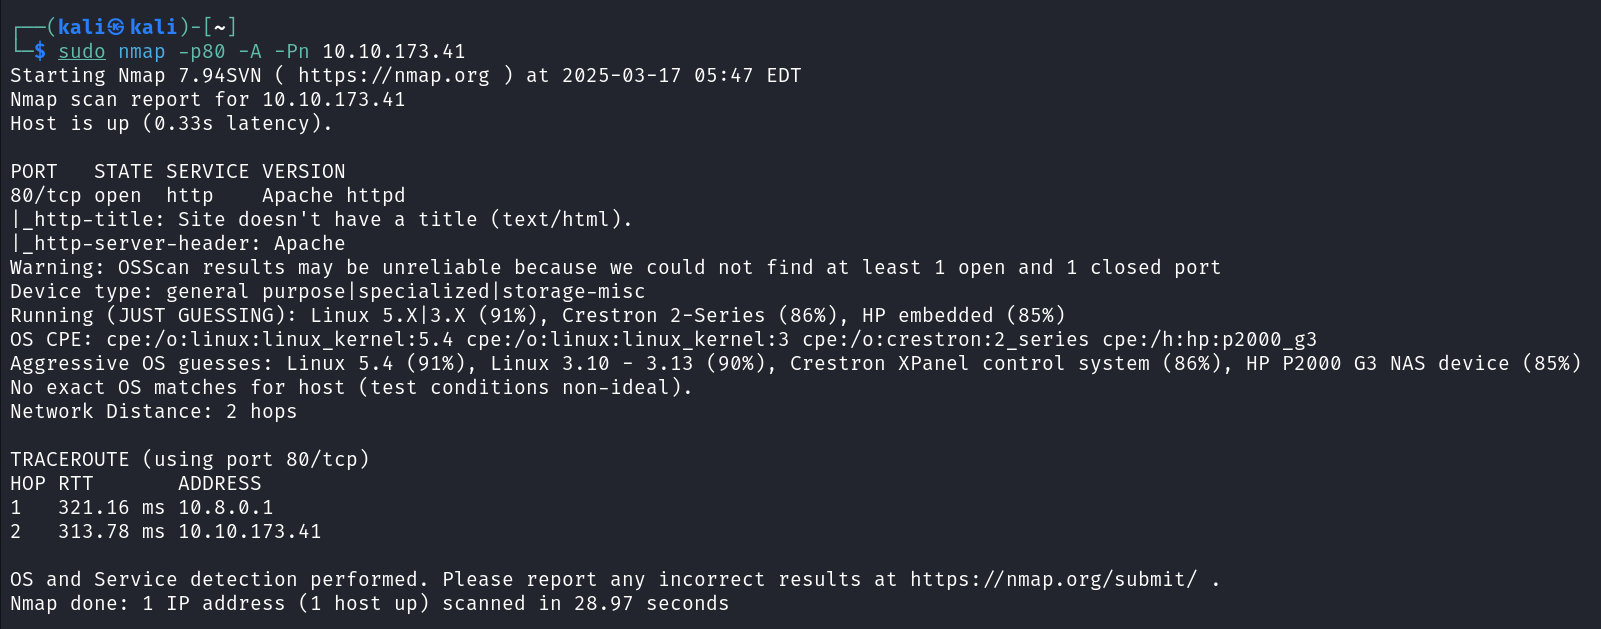 ┌──(kali㉿kali)-[~]
└─$ sudo nmap -p80 -A -Pn 10.10.173.41
Starting Nmap 7.94SVN ( https://nmap.org ) at 2025-03-17 05:47 EDT
Nmap scan report for 10.10.173.41
Host is up (0.33s latency).

PORT   STATE SERVICE VERSION
80/tcp open  http    Apache httpd
|_http-title: Site doesn't have a title (text/html).
|_http-server-header: Apache
Warning: OSScan results may be unreliable because we could not find at least 1 open and 1 closed port
Device type: general purpose|specialized|storage-misc
Running (JUST GUESSING): Linux 5.X|3.X (91%), Crestron 2-Series (86%), HP embedded (85%)
OS CPE: cpe:/o:linux:linux_kernel:5.4 cpe:/o:linux:linux_kernel:3 cpe:/o:crestron:2_series cpe:/h:hp:p2000_g3
Aggressive OS guesses: Linux 5.4 (91%), Linux 3.10 - 3.13 (90%), Crestron XPanel control system (86%), HP P2000 G3 NAS device (85%)
No exact OS matches for host (test conditions non-ideal).
Network Distance: 2 hops

TRACEROUTE (using port 80/tcp)
HOP RTT       ADDRESS
1   321.16 ms 10.8.0.1
2   313.78 ms 10.10.173.41

OS and Service detection performed. Please report any incorrect results at https://nmap.org/submit/ .
Nmap done: 1 IP address (1 host up) scanned in 28.97 seconds